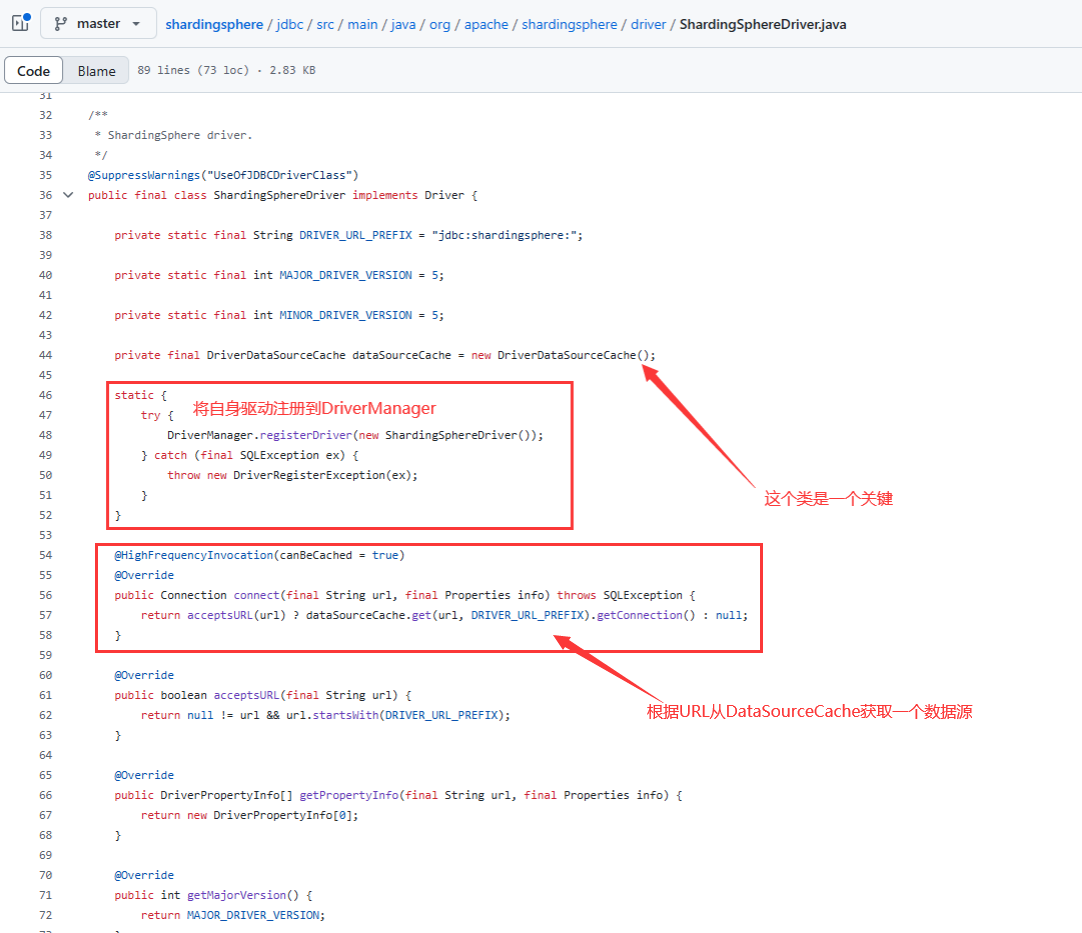 master
shardingsphere / jdbc / src / main / java / org / apache / shardingsphere / driver / ShardingSphereDriver.java
Code Blame 89 lines (73 loc) · 2.83 KB
31
32 /**
33 * ShardingSphere driver.
34 */
35 @SuppressWarnings("UseOfJDBCDriverClass")
36 public final class ShardingSphereDriver implements Driver {
37
38 private static final String DRIVER_URL_PREFIX = "jdbc:shardingsphere:";
39
40 private static final int MAJOR_DRIVER_VERSION = 5;
41
42 private static final int MINOR_DRIVER_VERSION = 5;
43
44 private final DriverDataSourceCache dataSourceCache = new DriverDataSourceCache();
45
46 static {
47 try {
将自身驱动注册到DriverManager
48 DriverManager.registerDriver(new ShardingSphereDriver());
49 } catch (final SQLException ex) {
50 throw new DriverRegisterException(ex);
51 }
这个类是一个关键
52 }
53
54 @HighFrequencyInvocation(canBeCached = true)
55 @Override
56 public Connection connect(final String url, final Properties info) throws SQLException {
57 return acceptsURL(url) ? dataSourceCache.get(url, DRIVER_URL_PREFIX).getConnection() : null;
58 }
59
60 @Override
61 public boolean acceptsURL(final String url) {
62 return null != url && url.startsWith(DRIVER_URL_PREFIX);
根据URL从DataSourceCache获取一个数据源
63 }
64
65 @Override
66 public DriverPropertyInfo[] getPropertyInfo(final String url, final Properties info) {
67 return new DriverPropertyInfo[0];
68 }
69
70 @Override
71 public int getMajorVersion() {
72 return MAJOR_DRIVER_VERSION;
73 }